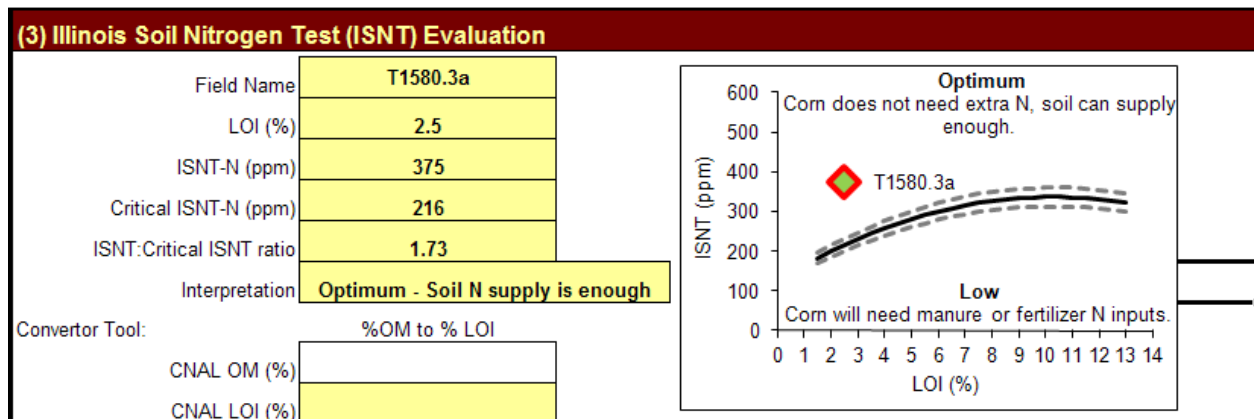 (3) Illinois Soil Nitrogen Test (ISNT) Evaluation
Field Name T1580.3a
LOI (%) 2.5
ISNT-N (ppm) 375
Critical ISNT-N (ppm) 216
ISNT:Critical ISNT ratio 1.73
Interpretation Optimum - Soil N supply is enough
Convertor Tool: %OM to % LOI
CNAL OM (%)
CNAL LOI (%)
Optimum
Corn does not need extra N, soil can supply
enough.
T1580.3a
Low
Corn will need manure or fertilizer N inputs.
ISNT (ppm)
600
500
400
300
200
100
0
0 1 2 3 4 5 6 7 8 9 10 11 12 13 14
LOI (%)